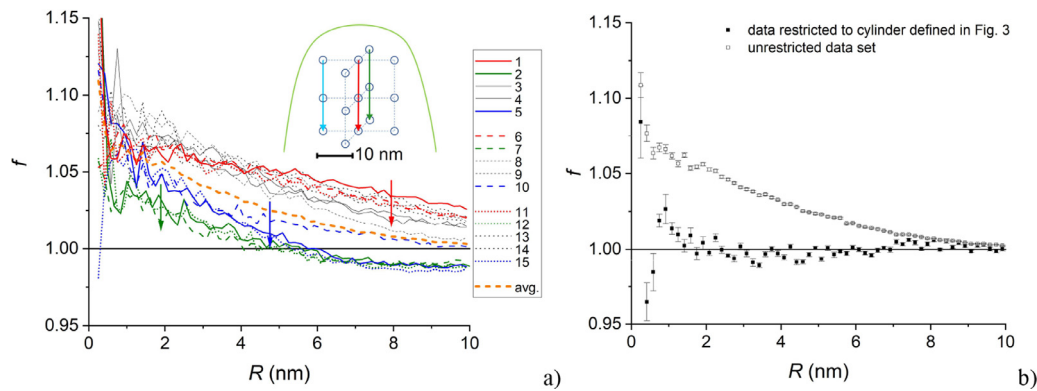 1.15
1.10
1.05
1.00
0.95
f
0 2 4 6 8 10
R (nm)
10 nm
1
2
3
4
5
6
7
8
9
10
11
12
13
14
15
avg.
a)
data restricted to cylinder defined in Fig. 3
unrestricted data set
1.15
1.10
1.05
1.00
0.95
f
0 2 4 6 8 10
R (nm)
b)